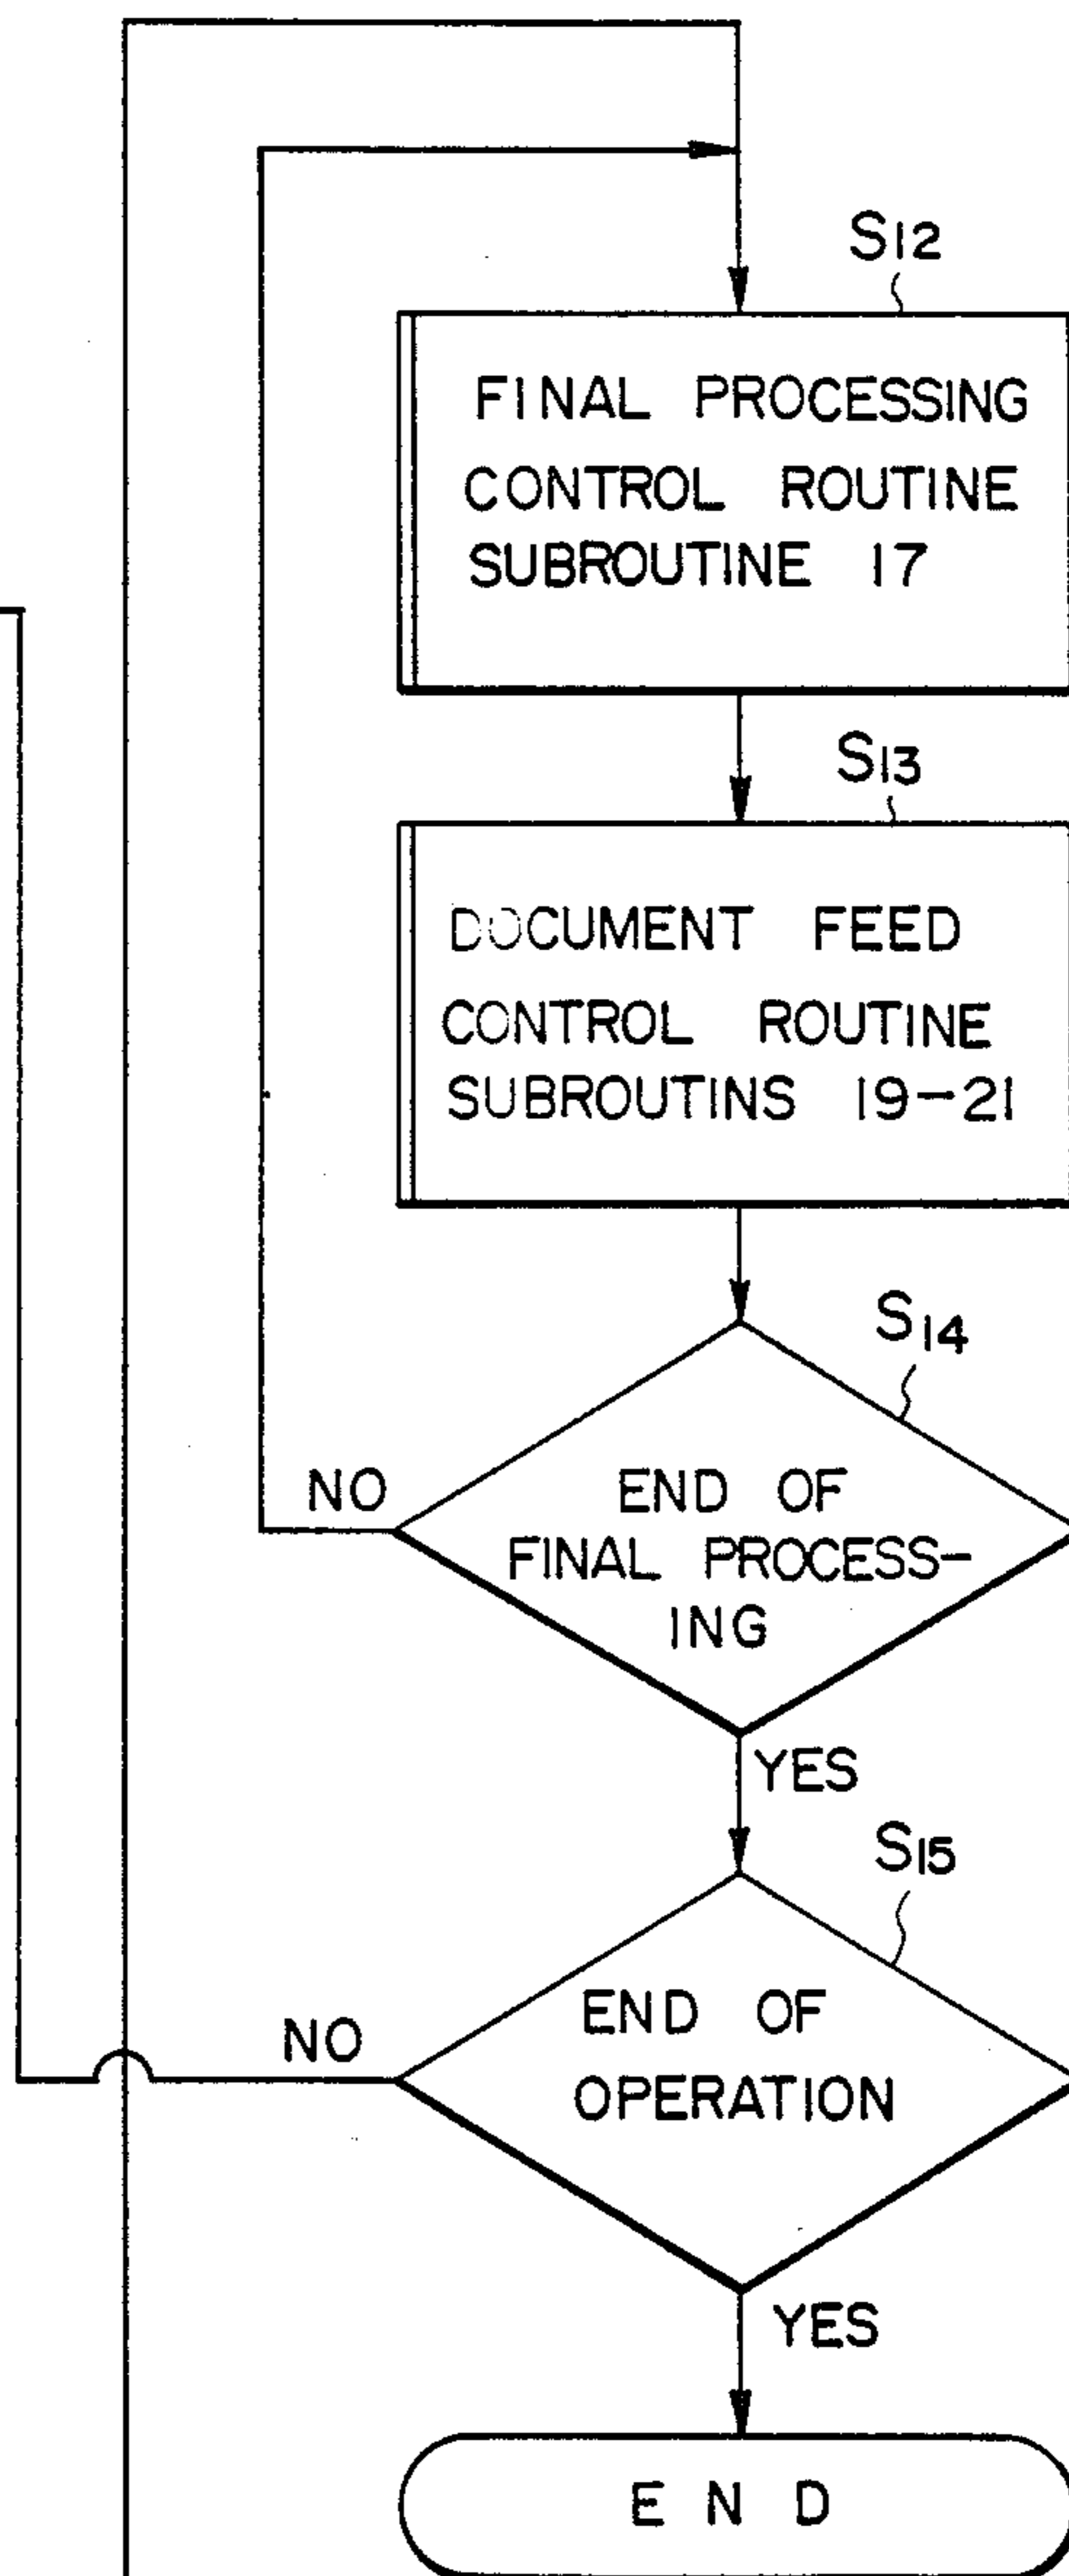 S12
FINAL PROCESSING
CONTROL ROUTINE
SUBROUTINE 17
S13
DOCUMENT FEED
CONTROL ROUTINE
SUBROUTINS 19-21
S14
NO
END OF
FINAL PROCESS-
ING
YES
S15
NO
END OF
OPERATION
YES
END